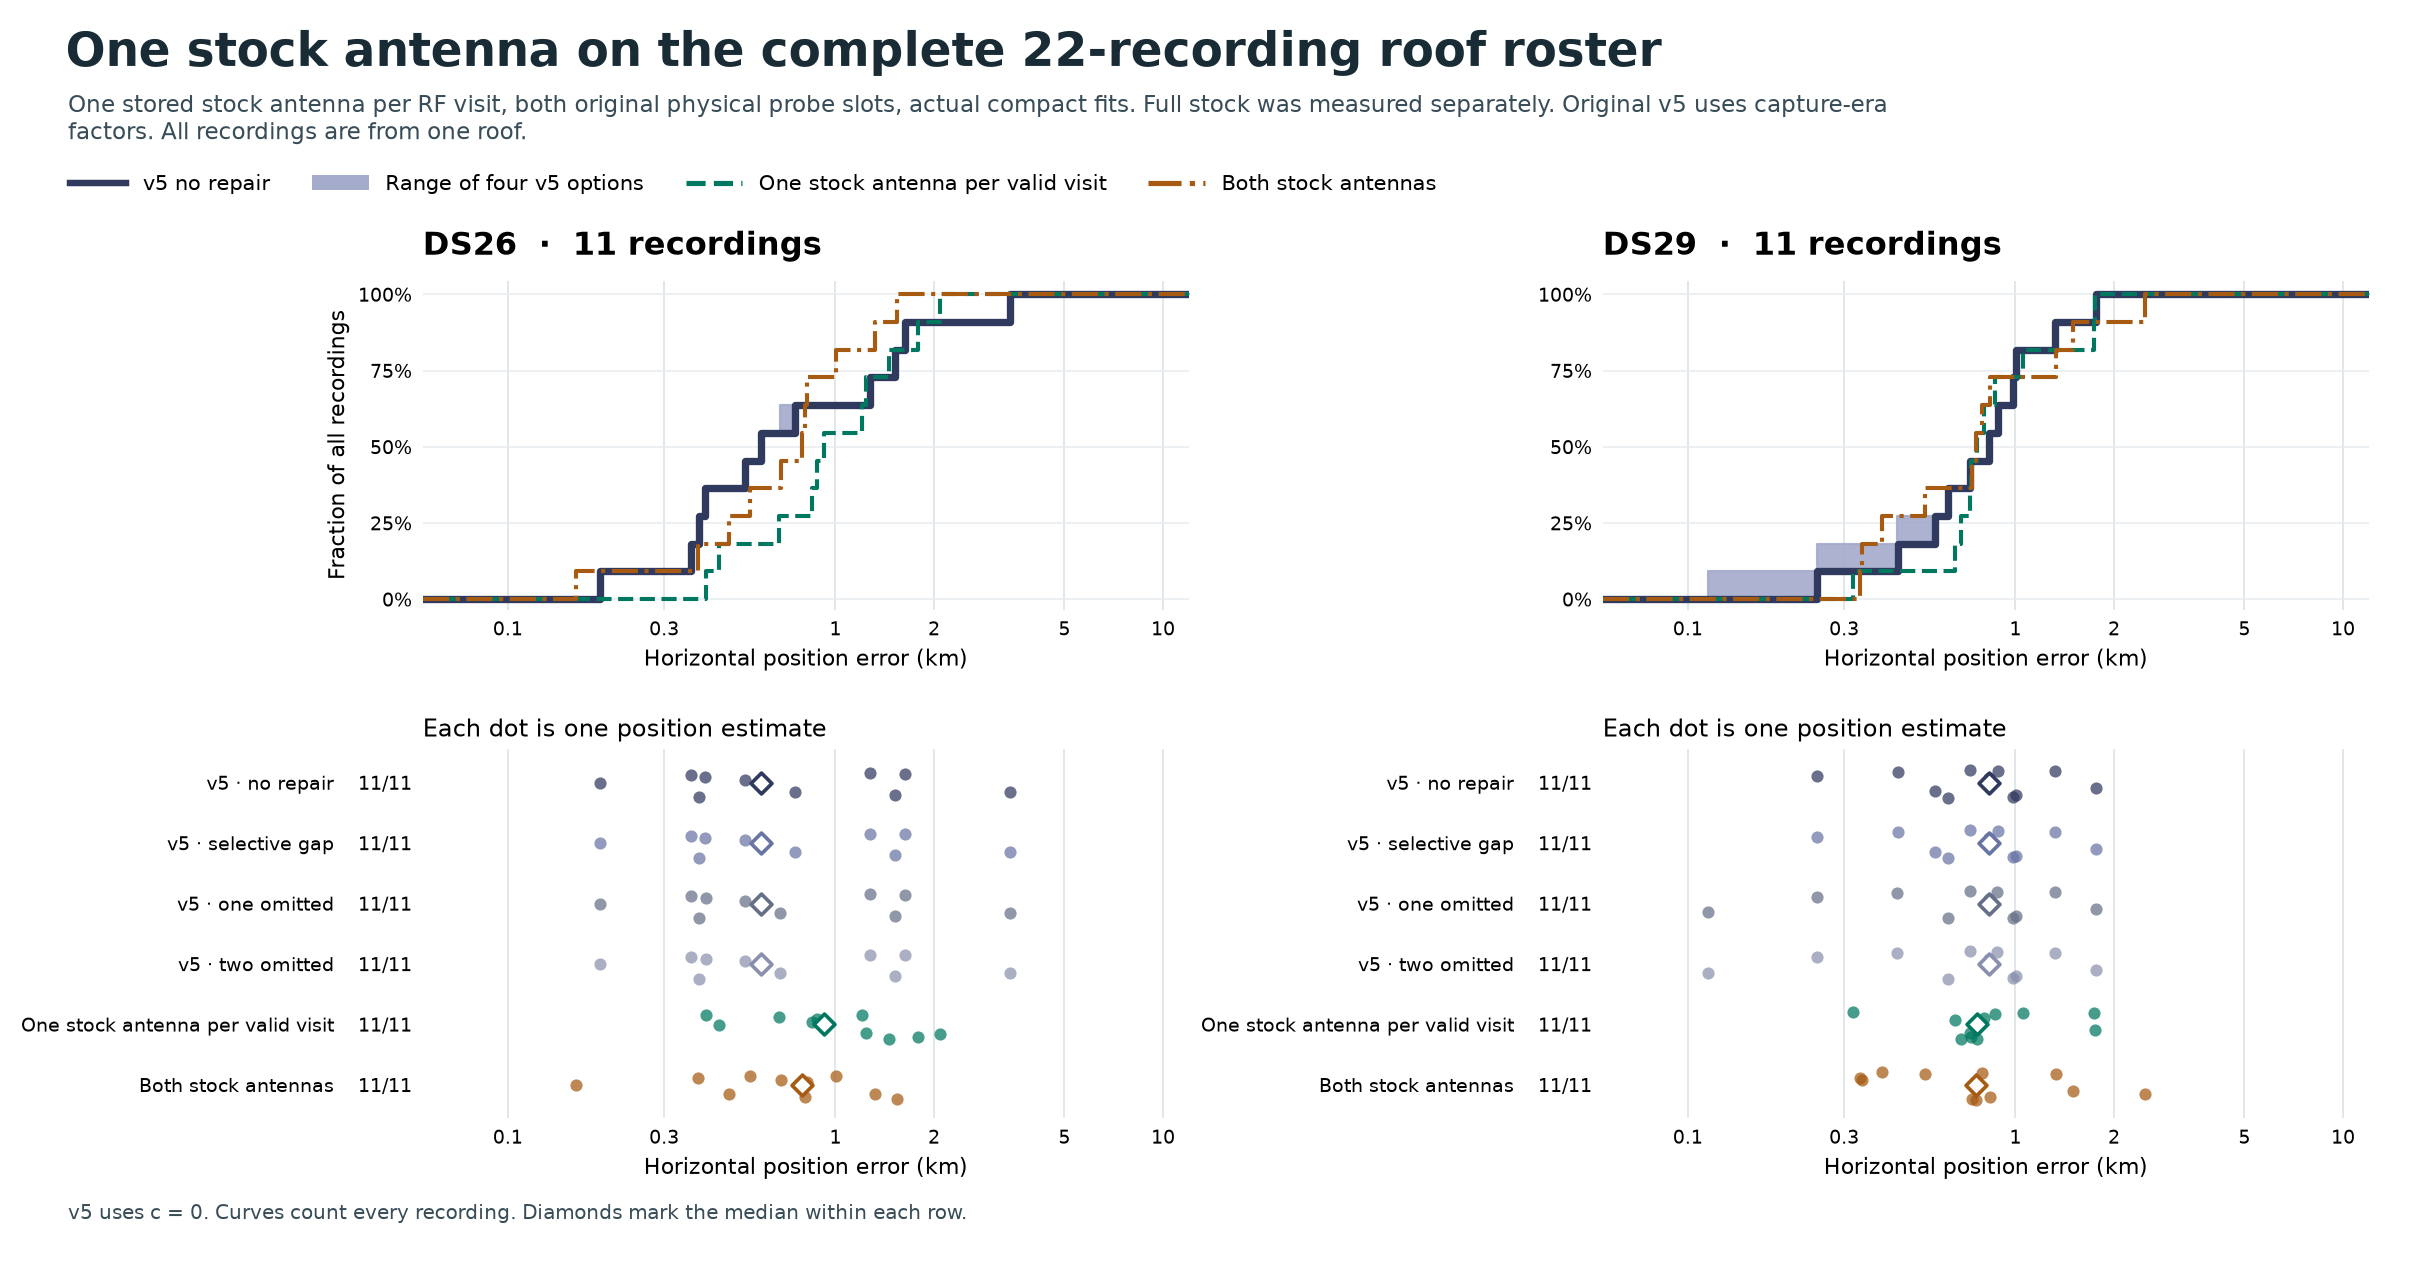 One stock antenna on the complete 22-recording roof roster
One stored stock antenna per RF visit, both original physical probe slots, actual compact fits. Full stock was measured separately. Original v5 uses capture-era
factors. All recordings are from one roof.
v5 no repair
Range of four v5 options
One stock antenna per valid visit
Both stock antennas
DS26 · 11 recordings
Fraction of all recordings
100%
75%
50%
25%
0%
0.1 0.3 1 2 5 10
Horizontal position error (km)
DS29 · 11 recordings
100%
75%
50%
25%
0%
0.1 0.3 1 2 5 10
Horizontal position error (km)
Each dot is one position estimate
v5 · no repair 11/11
v5 · selective gap 11/11
v5 · one omitted 11/11
v5 · two omitted 11/11
One stock antenna per valid visit 11/11
Both stock antennas 11/11
0.1 0.3 1 2 5 10
Horizontal position error (km)
Each dot is one position estimate
v5 · no repair 11/11
v5 · selective gap 11/11
v5 · one omitted 11/11
v5 · two omitted 11/11
One stock antenna per valid visit 11/11
Both stock antennas 11/11
0.1 0.3 1 2 5 10
Horizontal position error (km)
v5 uses c = 0. Curves count every recording. Diamonds mark the median within each row.